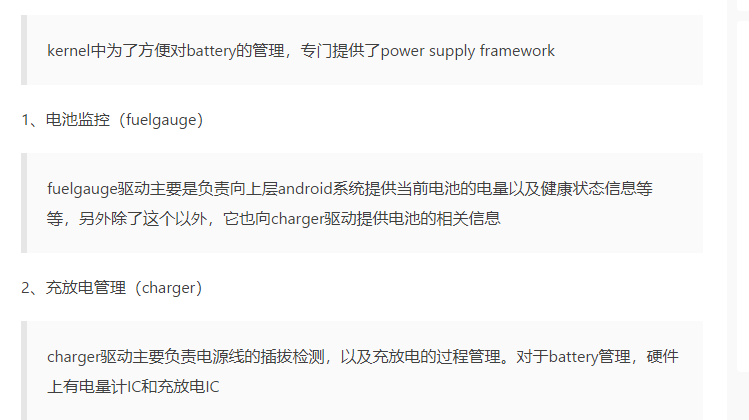 kernel中为了方便对battery的管理，专门提供了power supply framework
1、电池监控（fuelgauge）
fuelgauge驱动主要是负责向上层android系统提供当前电池的电量以及健康状态信息等
等，另外除了这个以外，它也向charger驱动提供电池的相关信息
2、充放电管理（charger）
charger驱动主要负责电源线的插拔检测，以及充放电的过程管理。对于battery管理，硬件
上有电量计IC和充放电IC